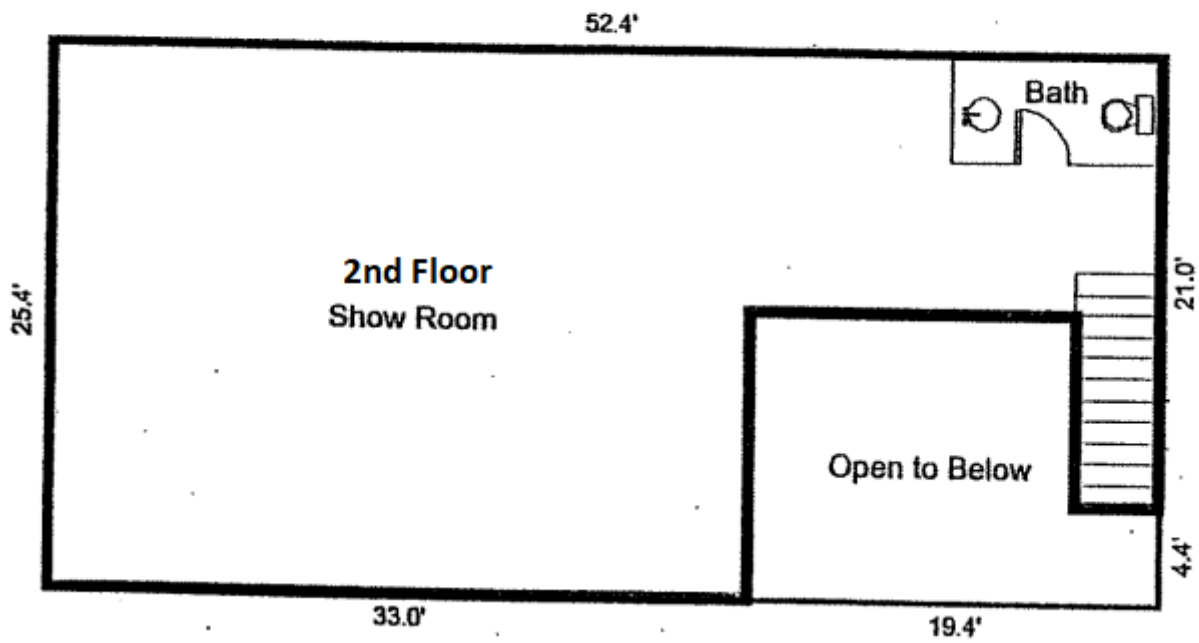 52.4'
Bath
2nd Floor
Show Room
25.4'
21.0'
Open to Below
4.4'
33.0'
19.4'